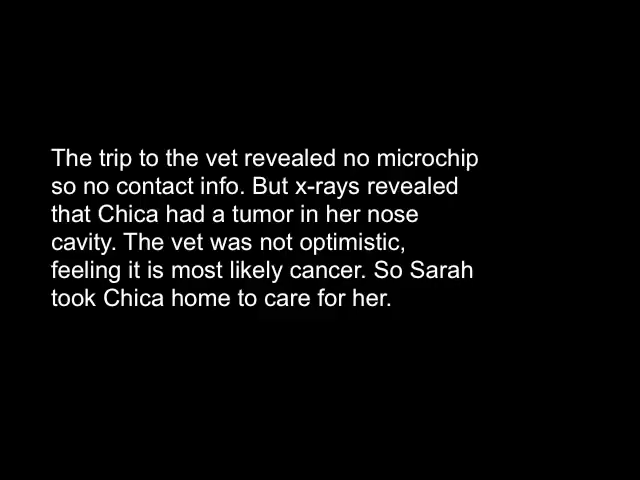 The trip to the vet revealed no microchip
so no contact info. But x-rays revealed
that Chica had a tumor in her nose
cavity. The vet was not optimistic,
feeling it is most likely cancer. So Sarah
took Chica home to care for her.